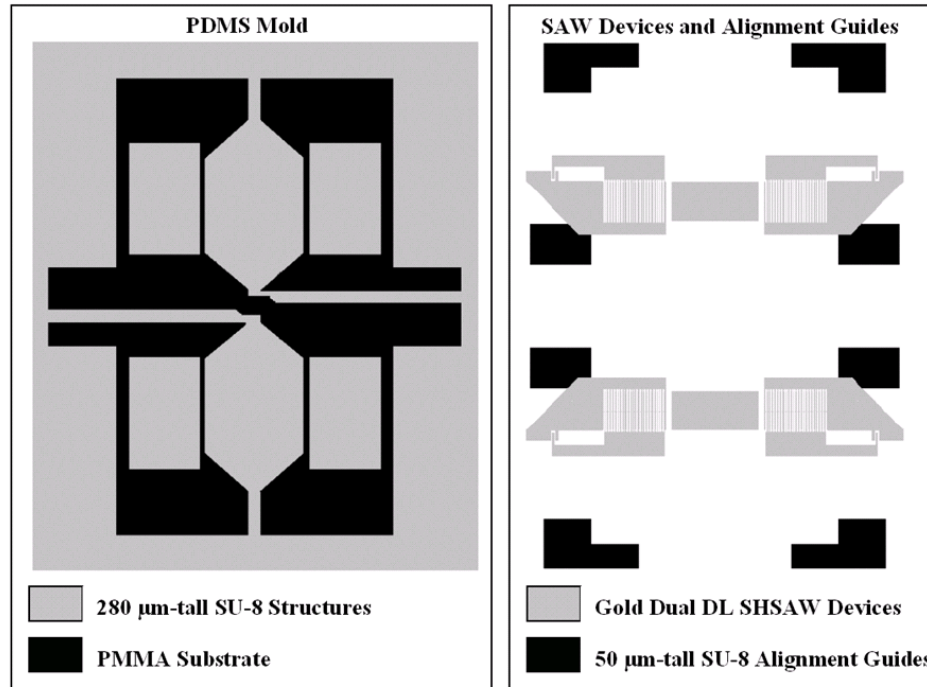 PDMS Mold
280 μm-tall SU-8 Structures
PMMA Substrate
SAW Devices and Alignment Guides
Gold Dual DL SHSAW Devices
50 μm-tall SU-8 Alignment Guides